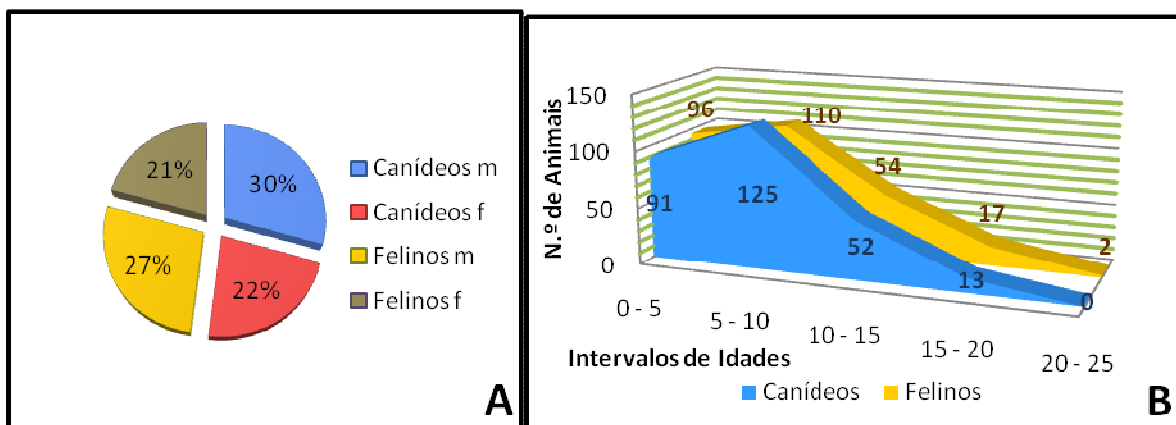 30%
22%
27%
21%
Canídeos m
Canídeos f
Felinos m
Felinos f
A
N.º de Animais
150
100
50
0
96
110
54
17
2
91
125
52
13
0
0 - 5
5 - 10
10 - 15
15 - 20
20 - 25
Intervalos de Idades
Canídeos
Felinos
B